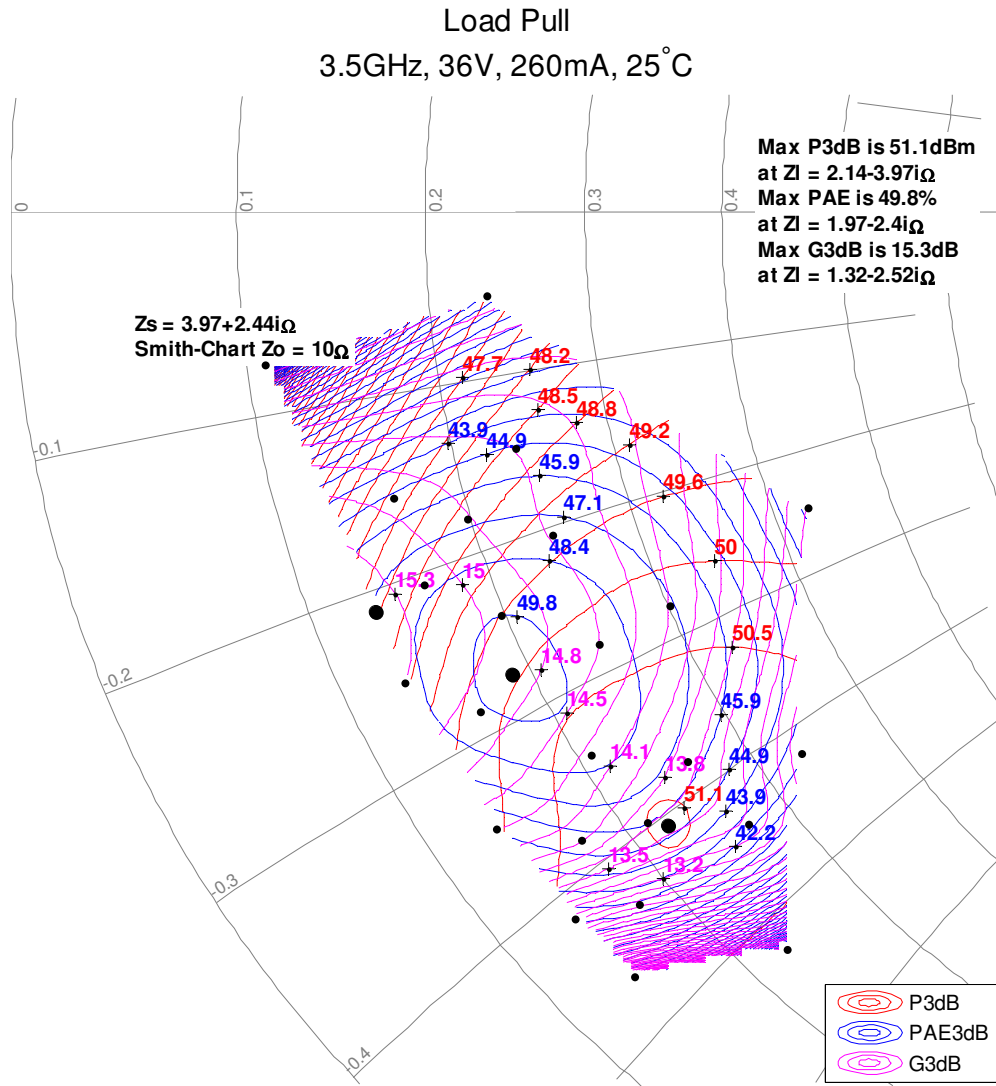 Load Pull
3.5GHz, 36V, 260mA, 25°C
Max P3dB is 51.1dBm
at Zl = 2.14-3.97iΩ
Max PAE is 49.8%
at Zl = 1.97-2.4iΩ
Max G3dB is 15.3dB
at Zl = 1.32-2.52iΩ
0
0.1
0.2
0.3
0.4
Zs = 3.97+2.44iΩ
Smith-Chart Zo = 10Ω
47.7
48.2
48.5
48.8
49.2
43.9
44.9
45.9
49.6
47.1
48.4
50
15.3
15
49.8
50.5
14.8
14.5
45.9
14.1
13.8
44.9
51.1
43.9
42.2
13.5
13.2
-0.1
-0.2
-0.3
-0.4
P3dB
PAE3dB
G3dB